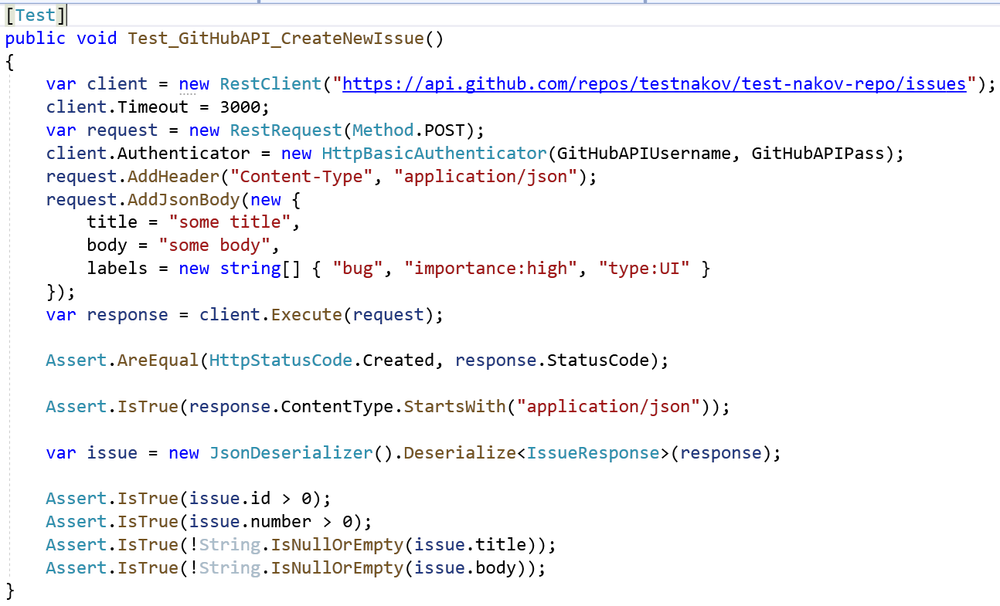 [Test]
public void Test_GitHubAPI_CreateNewIssue()
{
    var client = new RestClient("https://api.github.com/repos/testnakov/test-nakov-repo/issues");
    client.Timeout = 3000;
    var request = new RestRequest(Method.POST);
    client.Authenticator = new HttpBasicAuthenticator(GitHubAPIUsername, GitHubAPIPass);
    request.AddHeader("Content-Type", "application/json");
    request.AddJsonBody(new {
        title = "some title",
        body = "some body",
        labels = new string[] { "bug", "importance:high", "type:UI" }
    });
    var response = client.Execute(request);

    Assert.AreEqual(HttpStatusCode.Created, response.StatusCode);

    Assert.IsTrue(response.ContentType.StartsWith("application/json"));

    var issue = new JsonDeserializer().Deserialize<IssueResponse>(response);

    Assert.IsTrue(issue.id > 0);
    Assert.IsTrue(issue.number > 0);
    Assert.IsTrue(!String.IsNullOrEmpty(issue.title));
    Assert.IsTrue(!String.IsNullOrEmpty(issue.body));
}